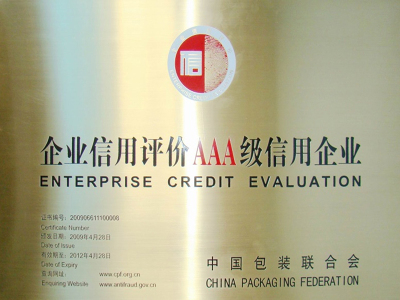 信
企业信用评价AAA级信用企业
ENTERPRISE CREDIT EVALUATION
证书编号: 200906611100008
Certificate Number
颁发日期: 2009年4月28日
Date of Issue
有效期至: 2012年4月28日
Date of Expiry
查询网址: www.cpf.org.cn
Enquiring Website www.antifraud.gov.cn
中国包装联合会
CHINA PACKAGING FEDERATION